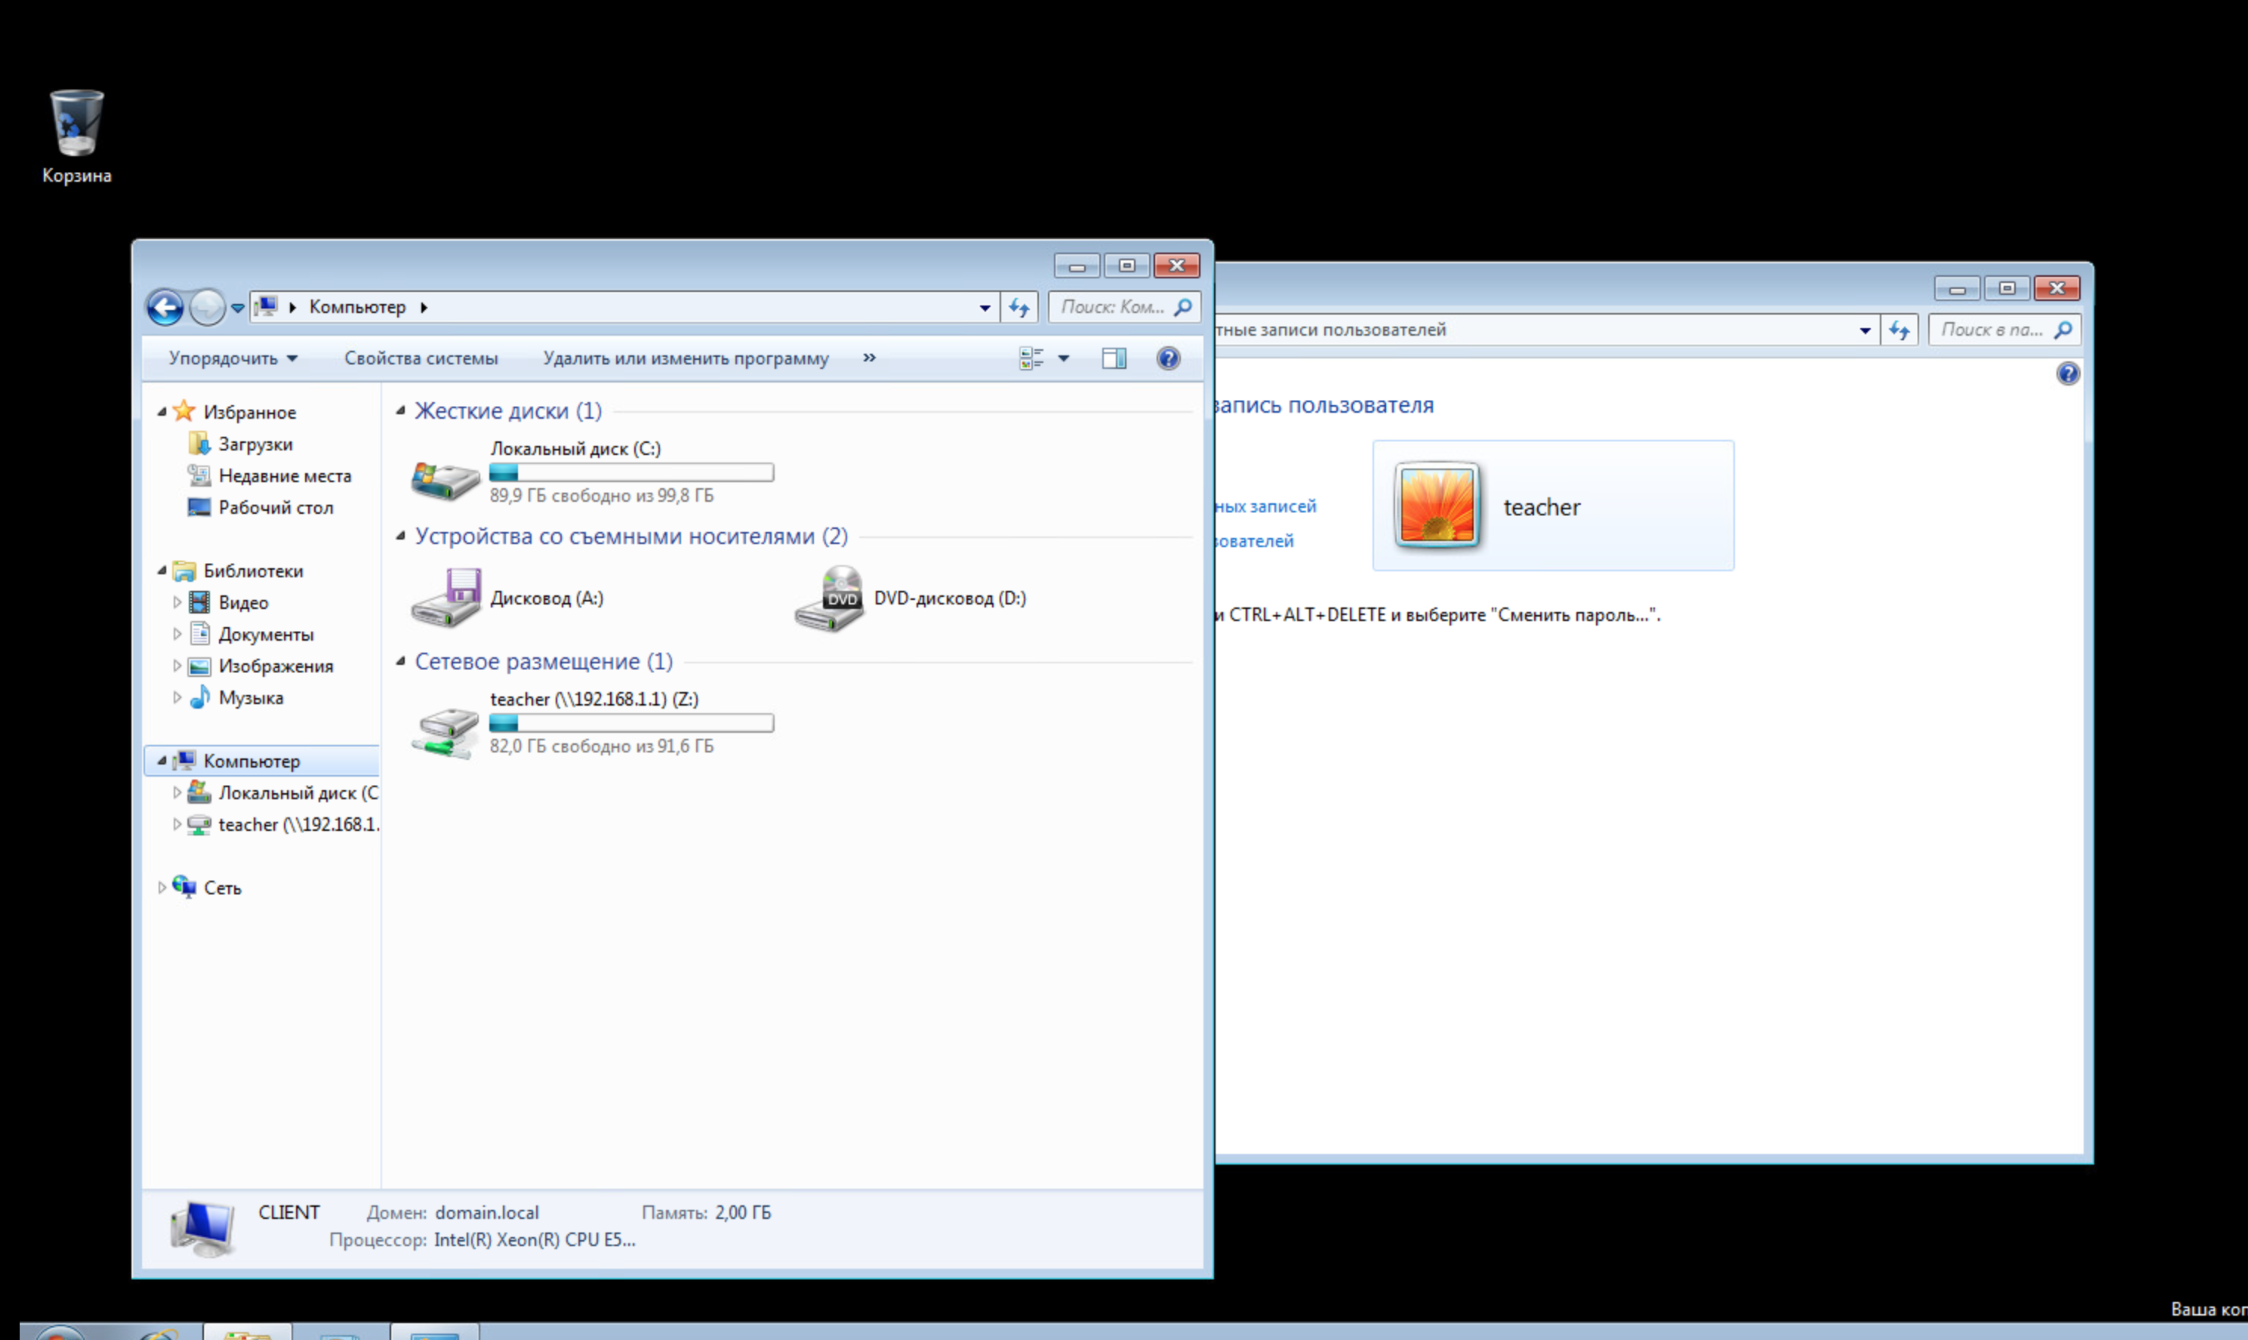 Корзина
Компьютер
Поиск: Ком...
Упорядочить
Свойства системы
Удалить или изменить программу
»
Избранное
Загрузки
Недавние места
Рабочий стол
Библиотеки
Видео
Документы
Изображения
Музыка
Компьютер
Локальный диск (C
teacher (\\192.168.1.
Сеть
Жесткие диски (1)
Локальный диск (C:)
89,9 ГБ свободно из 99,8 ГБ
Устройства со съемными носителями (2)
Дисковод (A:)
DVD
DVD-дисковод (D:)
Сетевое размещение (1)
teacher (\\192.168.1.1) (Z:)
82,0 ГБ свободно из 91,6 ГБ
CLIENT
Домен: domain.local
Память: 2,00 ГБ
Процессор: Intel(R) Xeon(R) CPU E5...
тные записи пользователей
Поиск в па...
запись пользователя
ных записей
ователей
teacher
и CTRL+ALT+DELETE и выберите "Сменить пароль...".
Ваша коп